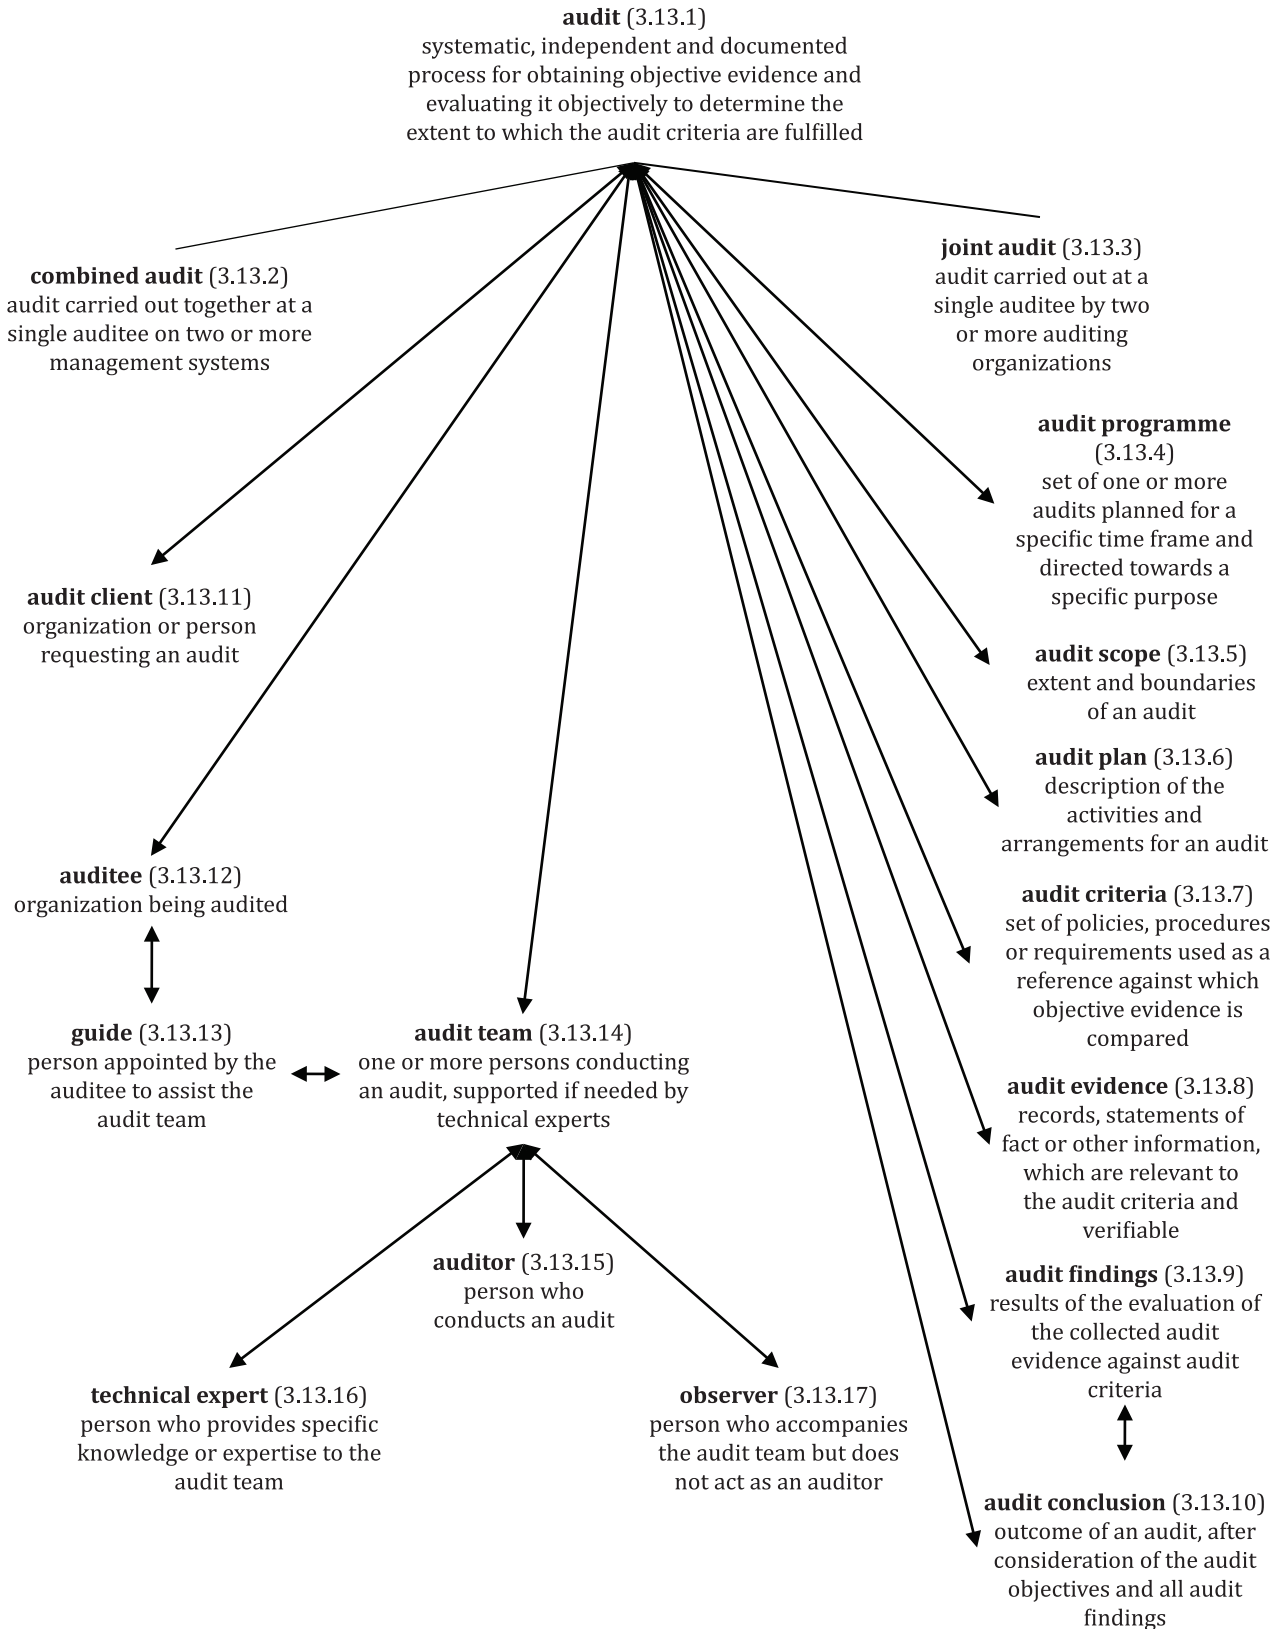 audit (3.13.1)
systematic, independent and documented
process for obtaining objective evidence and
evaluating it objectively to determine the
extent to which the audit criteria are fulfilled
combined audit (3.13.2)
audit carried out together at a
single auditee on two or more
management systems
joint audit (3.13.3)
audit carried out at a
single auditee by two
or more auditing
organizations
audit programme
(3.13.4)
set of one or more
audits planned for a
specific time frame and
directed towards a
specific purpose
audit client (3.13.11)
organization or person
requesting an audit
audit scope (3.13.5)
extent and boundaries
of an audit
audit plan (3.13.6)
description of the
activities and
arrangements for an audit
auditee (3.13.12)
organization being audited
audit criteria (3.13.7)
set of policies, procedures
or requirements used as a
reference against which
objective evidence is
compared
guide (3.13.13)
person appointed by the
auditee to assist the
audit team
audit team (3.13.14)
one or more persons conducting
an audit, supported if needed by
technical experts
audit evidence (3.13.8)
records, statements of
fact or other information,
which are relevant to
the audit criteria and
verifiable
auditor (3.13.15)
person who
conducts an audit
audit findings (3.13.9)
results of the evaluation of
the collected audit
evidence against audit
criteria
technical expert (3.13.16)
person who provides specific
knowledge or expertise to the
audit team
observer (3.13.17)
person who accompanies
the audit team but does
not act as an auditor
audit conclusion (3.13.10)
outcome of an audit, after
consideration of the audit
objectives and all audit
findings